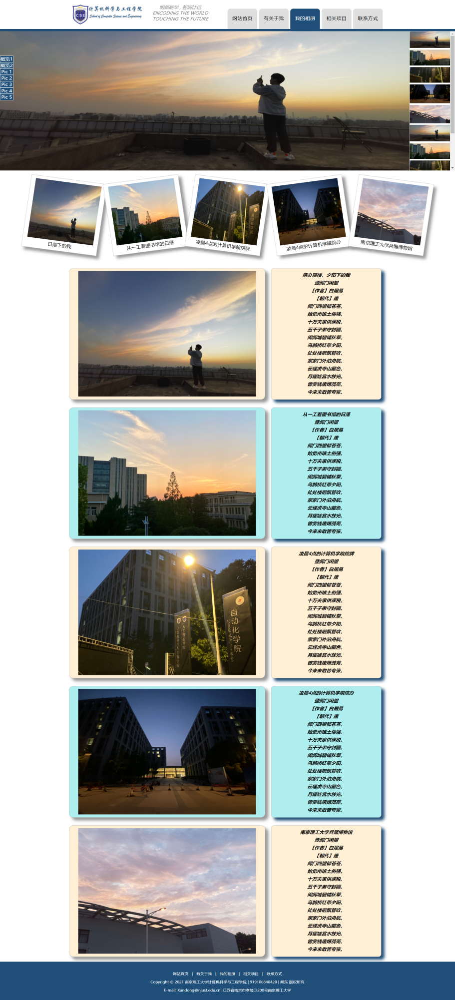 计算机科学与工程学院
School of Computer Science and Engineering
CSE
明德砺学，智周计远
ENCODING THE WORLD
TOUCHING THE FUTURE
网站首页
有关于我
我的相册
相关项目
联系方式
概览1
概览2
Pic 1
Pic 2
Pic 3
Pic 4
Pic 5
日落下的我
从一工看图书馆的日落
凌晨4点的计算机学院院牌
凌晨4点的计算机学院院办
南京理工大学兵器博物馆
院办顶楼，夕阳下的我
登阊门闲望
【作者】白居易
【朝代】唐
阊门四望郁苍苍，
始觉州雄土俗强。
十万夫家供课税，
五千子弟守封疆。
阖闾城碧铺秋草，
乌鹊桥红带夕阳。
处处楼前飘管吹，
家家门外泊舟航。
云埋虎寺山藏色，
月耀娃宫水放光。
曾赏钱唐嫌茂苑，
今来未敢苦夸张。
从一工看图书馆的日落
登阊门闲望
【作者】白居易
【朝代】唐
阊门四望郁苍苍，
始觉州雄土俗强。
十万夫家供课税，
五千子弟守封疆。
阖闾城碧铺秋草，
乌鹊桥红带夕阳。
处处楼前飘管吹，
家家门外泊舟航。
云埋虎寺山藏色，
月耀娃宫水放光。
曾赏钱唐嫌茂苑，
今来未敢苦夸张。
自动化学院
School of Automation
人工智能学院
计算机科学与工程学院
凌晨4点的计算机学院院牌
登阊门闲望
【作者】白居易
【朝代】唐
阊门四望郁苍苍，
始觉州雄土俗强。
十万夫家供课税，
五千子弟守封疆。
阖闾城碧铺秋草，
乌鹊桥红带夕阳。
处处楼前飘管吹，
家家门外泊舟航。
云埋虎寺山藏色，
月耀娃宫水放光。
曾赏钱唐嫌茂苑，
今来未敢苦夸张。
凌晨4点的计算机学院院办
登阊门闲望
【作者】白居易
【朝代】唐
阊门四望郁苍苍，
始觉州雄土俗强。
十万夫家供课税，
五千子弟守封疆。
阖闾城碧铺秋草，
乌鹊桥红带夕阳。
处处楼前飘管吹，
家家门外泊舟航。
云埋虎寺山藏色，
月耀娃宫水放光。
曾赏钱唐嫌茂苑，
今来未敢苦夸张。
南京理工大学兵器博物馆
登阊门闲望
【作者】白居易
【朝代】唐
阊门四望郁苍苍，
始觉州雄土俗强。
十万夫家供课税，
五千子弟守封疆。
阖闾城碧铺秋草，
乌鹊桥红带夕阳。
处处楼前飘管吹，
家家门外泊舟航。
云埋虎寺山藏色，
月耀娃宫水放光。
曾赏钱唐嫌茂苑，
今来未敢苦夸张。
网站首页 | 有关于我 | 我的相册 | 相关项目 | 联系方式
Copyright © 2021 南京理工大学计算机科学与工程学院 | 919106840420 | 阚东 版权所有
E-mail: Kandong@njust.edu.cn 江苏省南京市孝陵卫200号南京理工大学